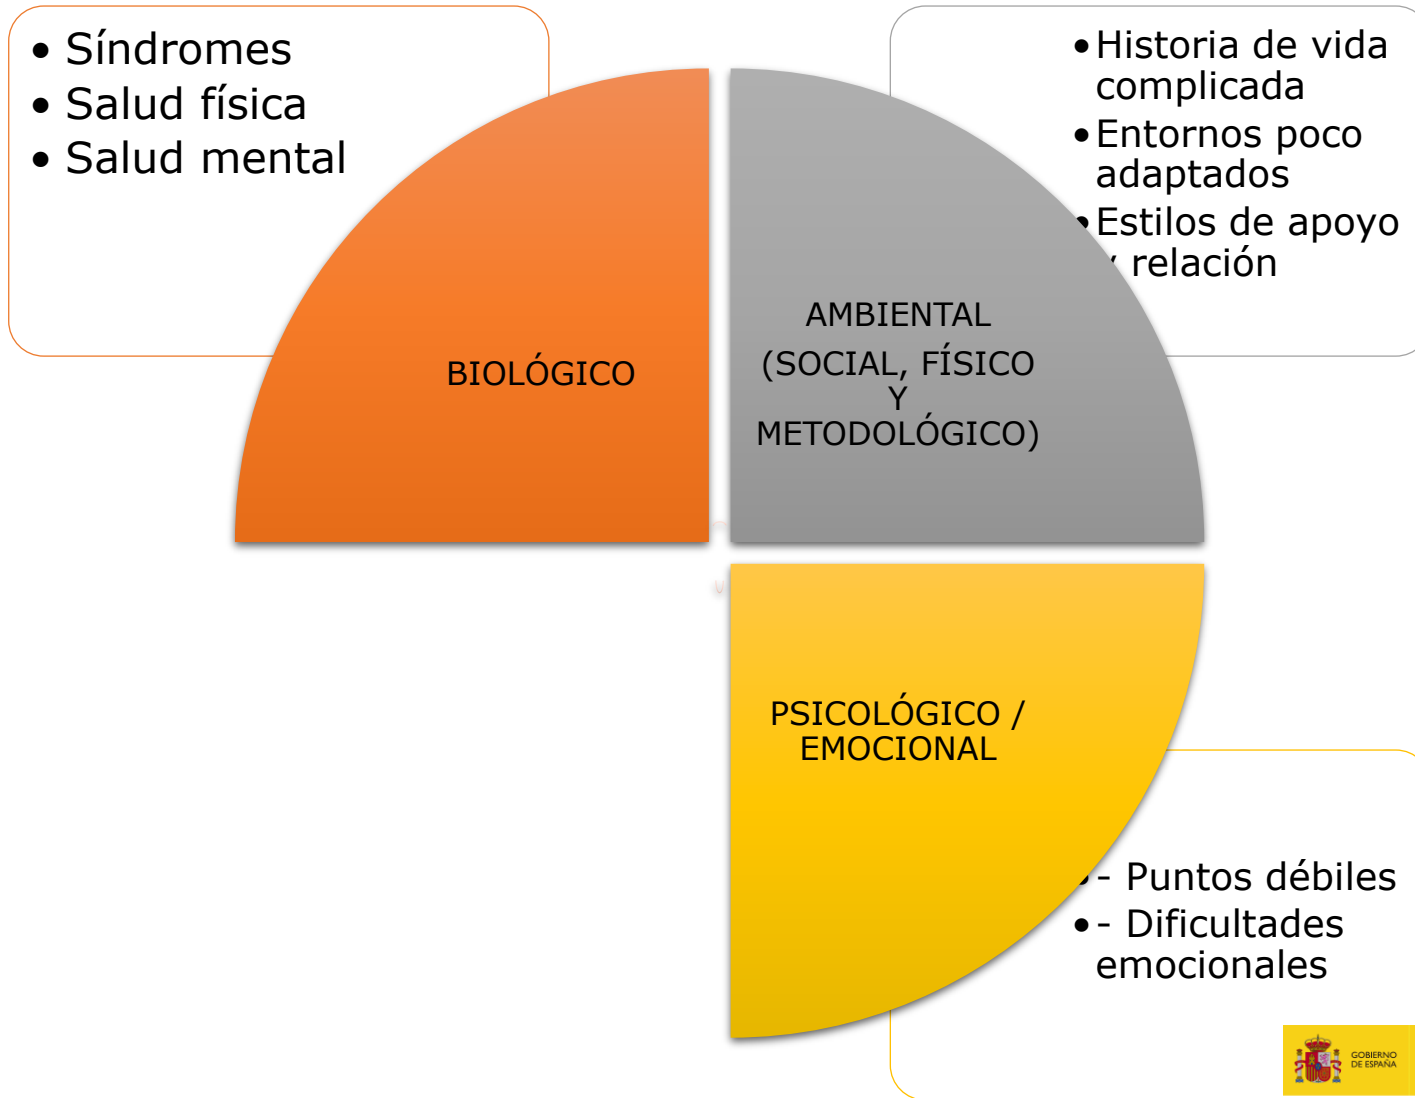 • Síndromes
• Salud física
• Salud mental
•Historia de vida
complicada
•Entornos poco
adaptados
•Estilos de apoyo
y relación
BIOLÓGICO
AMBIENTAL
(SOCIAL, FÍSICO
Y
METODOLÓGICO)
PSICOLÓGICO /
EMOCIONAL
•- Puntos débiles
•- Dificultades
emocionales
GOBIERNO
DE ESPAÑA